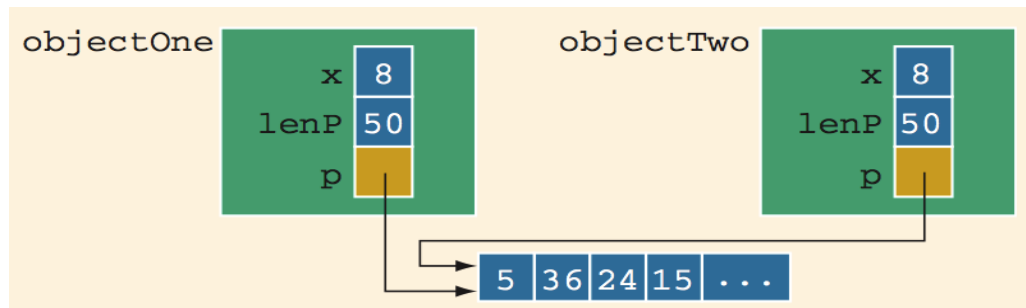 objectOne
x 8
lenP 50
p
objectTwo
x 8
lenP 50
p
5 36 24 15 ...